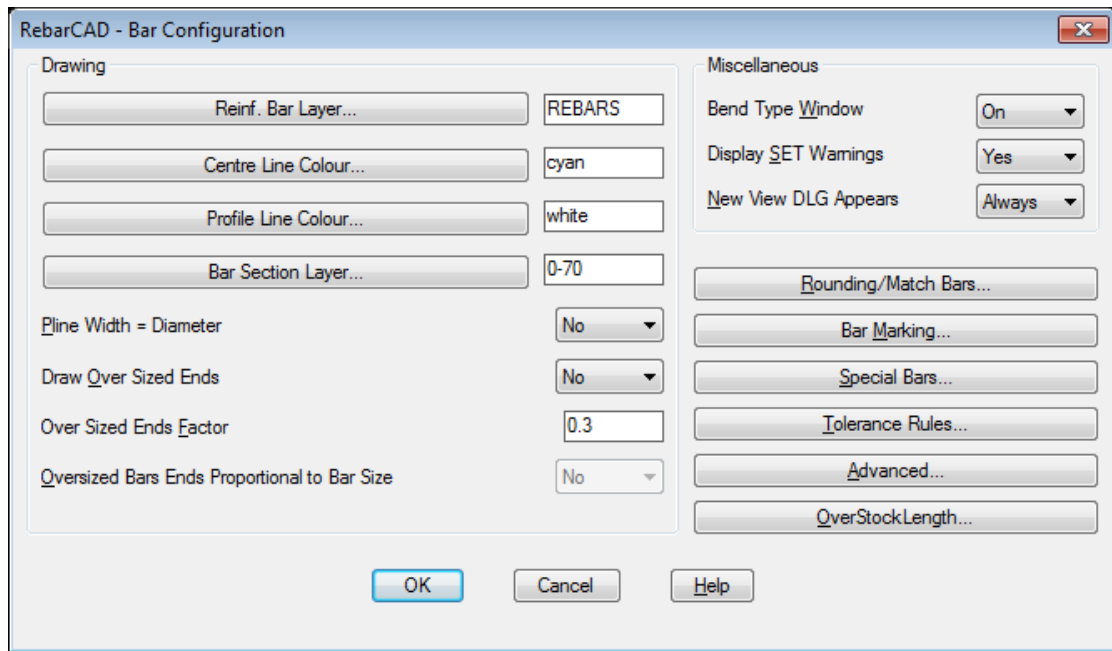 RebarCAD - Bar Configuration
Drawing
Reinf. Bar Layer... REBARS
Centre Line Colour... cyan
Profile Line Colour... white
Bar Section Layer... 0-70
Pline Width = Diameter No
Draw Over Sized Ends No
Over Sized Ends Factor 0.3
Oversized Bars Ends Proportional to Bar Size No
Miscellaneous
Bend Type Window On
Display SET Warnings Yes
New View DLG Appears Always
Rounding/Match Bars...
Bar Marking...
Special Bars...
Tolerance Rules...
Advanced...
OverStockLength...
OK Cancel Help